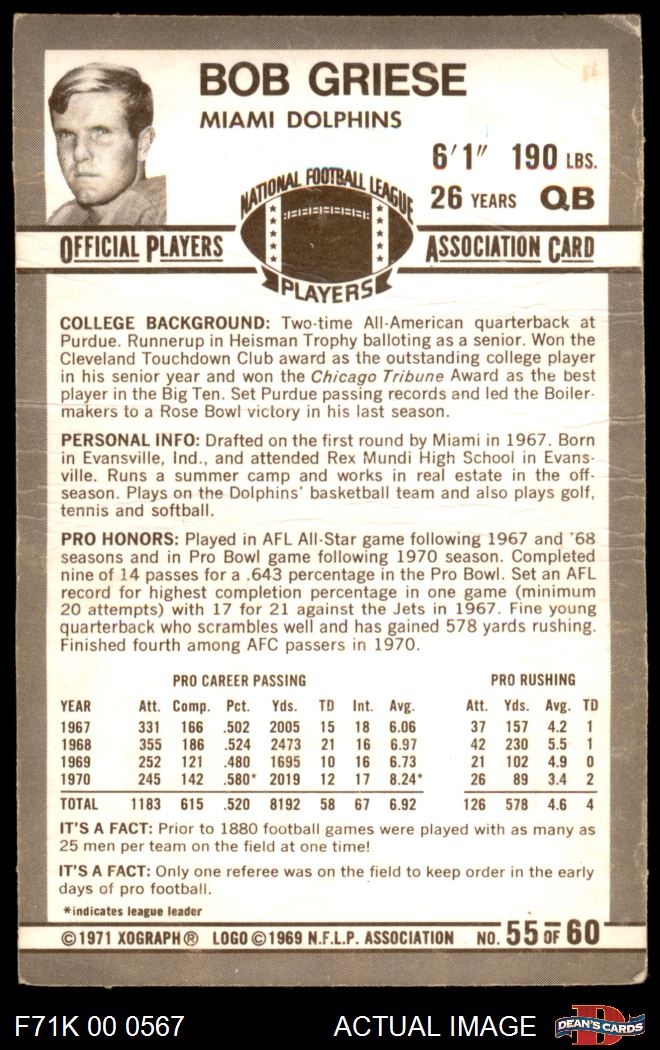 BOB GRIESE
MIAMI DOLPHINS
6'1" 190 LBS.
26 YEARS QB
NATIONAL FOOTBALL LEAGUE
OFFICIAL PLAYERS ASSOCIATION CARD
PLAYERS
COLLEGE BACKGROUND: Two-time All-American quarterback at
Purdue. Runnerup in Heisman Trophy balloting as a senior. Won the
Cleveland Touchdown Club award as the outstanding college player
in his senior year and won the Chicago Tribune Award as the best
player in the Big Ten. Set Purdue passing records and led the Boiler-
makers to a Rose Bowl victory in his last season.
PERSONAL INFO: Drafted on the first round by Miami in 1967. Born
in Evansville, Ind., and attended Rex Mundi High School in Evans-
ville. Runs a summer camp and works in real estate in the off-
season. Plays on the Dolphins' basketball team and also plays golf,
tennis and softball.
PRO HONORS: Played in AFL All-Star game following 1967 and '68
seasons and in Pro Bowl game following 1970 season. Completed
nine of 14 passes for a .643 percentage in the Pro Bowl. Set an AFL
record for highest completion percentage in one game (minimum
20 attempts) with 17 for 21 against the Jets in 1967. Fine young
quarterback who scrambles well and has gained 578 yards rushing.
Finished fourth among AFC passers in 1970.
PRO CAREER PASSING PRO RUSHING
YEAR Att. Comp. Pct. Yds. TD Int. Avg. Att. Yds. Avg. TD
1967 331 166 .502 2005 15 18 6.06 37 157 4.2 1
1968 355 186 .524 2473 21 16 6.97 42 230 5.5 1
1969 252 121 .480 1695 10 16 6.73 21 102 4.9 0
1970 245 142 .580* 2019 12 17 8.24* 26 89 3.4 2
TOTAL 1183 615 .520 8192 58 67 6.92 126 578 4.6 4
IT'S A FACT: Prior to 1880 football games were played with as many as
25 men per team on the field at one time!
IT'S A FACT: Only one referee was on the field to keep order in the early
days of pro football.
*indicates league leader
©1971 XOGRAPH® LOGO ©1969 N.F.L.P. ASSOCIATION NO. 55 OF 60
F71K 00 0567 ACTUAL IMAGE D DEAN'S CARDS